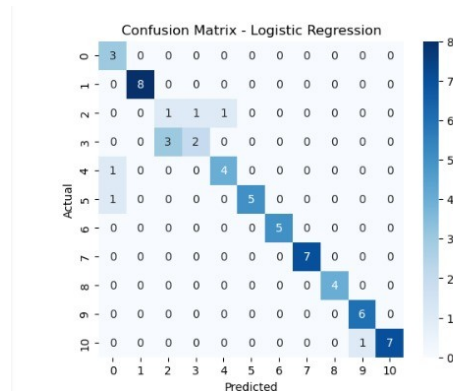 Confusion Matrix - Logistic Regression
0 3 0 0 0 0 0 0 0 0 0 0
1 0 8 0 0 0 0 0 0 0 0 0
2 0 0 1 1 1 0 0 0 0 0 0
3 0 0 3 2 0 0 0 0 0 0 0
4 1 0 0 0 4 0 0 0 0 0 0
5 1 0 0 0 0 5 0 0 0 0 0
6 0 0 0 0 0 0 5 0 0 0 0
7 0 0 0 0 0 0 0 7 0 0 0
8 0 0 0 0 0 0 0 0 4 0 0
9 0 0 0 0 0 0 0 0 0 6 0
10 0 0 0 0 0 0 0 0 0 1 7
0 1 2 3 4 5 6 7 8 9 10
Actual
Predicted
8
7
6
5
4
3
2
1
0